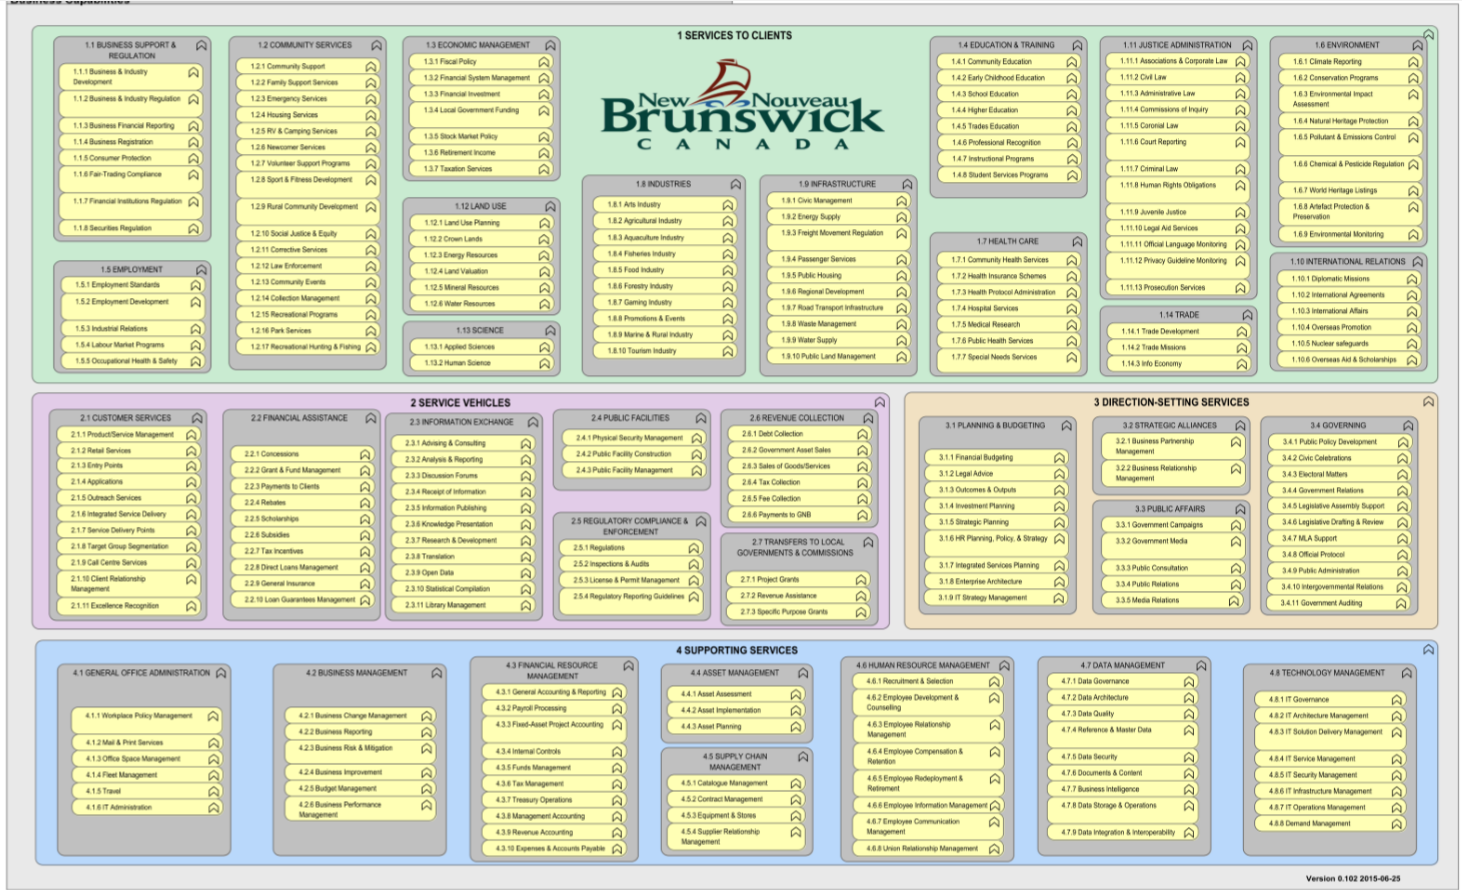 Business Capabilities
1 SERVICES TO CLIENTS
1.1 BUSINESS SUPPORT &
REGULATION
1.1.1 Business & Industry
Development
1.1.2 Business & Industry Regulation
1.1.3 Business Financial Reporting
1.1.4 Business Registration
1.1.5 Consumer Protection
1.1.6 Fair-Trading Compliance
1.1.7 Financial Institutions Regulation
1.1.8 Securities Regulation
1.5 EMPLOYMENT
1.5.1 Employment Standards
1.5.2 Employment Development
1.5.3 Industrial Relations
1.5.4 Labour Market Programs
1.5.5 Occupational Health & Safety
1.2 COMMUNITY SERVICES
1.2.1 Community Support
1.2.2 Family Support Services
1.2.3 Emergency Services
1.2.4 Housing Services
1.2.5 RV & Camping Services
1.2.6 Newcomer Services
1.2.7 Volunteer Support Programs
1.2.8 Sport & Fitness Development
1.2.9 Rural Community Development
1.2.10 Social Justice & Equity
1.2.11 Corrective Services
1.2.12 Law Enforcement
1.2.13 Community Events
1.2.14 Collection Management
1.2.15 Recreational Programs
1.2.16 Park Services
1.2.17 Recreational Hunting & Fishing
1.3 ECONOMIC MANAGEMENT
1.3.1 Fiscal Policy
1.3.2 Financial System Management
1.3.3 Financial Investment
1.3.4 Local Government Funding
1.3.5 Stock Market Policy
1.3.6 Retirement Income
1.3.7 Taxation Services
1.12 LAND USE
1.12.1 Land Use Planning
1.12.2 Crown Lands
1.12.3 Energy Resources
1.12.4 Land Valuation
1.12.5 Mineral Resources
1.12.6 Water Resources
1.13 SCIENCE
1.13.1 Applied Sciences
1.13.2 Human Science
New Nouveau
Brunswick
CANADA
1.8 INDUSTRIES
1.8.1 Arts Industry
1.8.2 Agricultural Industry
1.8.3 Aquaculture Industry
1.8.4 Fisheries Industry
1.8.5 Food Industry
1.8.6 Forestry Industry
1.8.7 Gaming Industry
1.8.8 Promotions & Events
1.8.9 Marine & Rural Industry
1.8.10 Tourism Industry
1.9 INFRASTRUCTURE
1.9.1 Civic Management
1.9.2 Energy Supply
1.9.3 Freight Movement Regulation
1.9.4 Passenger Services
1.9.5 Public Housing
1.9.6 Regional Development
1.9.7 Road Transport Infrastructure
1.9.8 Waste Management
1.9.9 Water Supply
1.9.10 Public Land Management
1.4 EDUCATION & TRAINING
1.4.1 Community Education
1.4.2 Early Childhood Education
1.4.3 School Education
1.4.4 Higher Education
1.4.5 Trades Education
1.4.6 Professional Recognition
1.4.7 Instructional Programs
1.4.8 Student Services Programs
1.7 HEALTH CARE
1.7.1 Community Health Services
1.7.2 Health Insurance Schemes
1.7.3 Health Protocol Administration
1.7.4 Hospital Services
1.7.5 Medical Research
1.7.6 Public Health Services
1.7.7 Special Needs Services
1.11 JUSTICE ADMINISTRATION
1.11.1 Associations & Corporate Law
1.11.2 Civil Law
1.11.3 Administrative Law
1.11.4 Commissions of Inquiry
1.11.5 Coronial Law
1.11.6 Court Reporting
1.11.7 Criminal Law
1.11.8 Human Rights Obligations
1.11.9 Juvenile Justice
1.11.10 Legal Aid Services
1.11.11 Official Language Monitoring
1.11.12 Privacy Guideline Monitoring
1.11.13 Prosecution Services
1.14 TRADE
1.14.1 Trade Development
1.14.2 Trade Missions
1.14.3 Info Economy
1.6 ENVIRONMENT
1.6.1 Climate Reporting
1.6.2 Conservation Programs
1.6.3 Environmental Impact
Assessment
1.6.4 Natural Heritage Protection
1.6.5 Pollutant & Emissions Control
1.6.6 Chemical & Pesticide Regulation
1.6.7 World Heritage Listings
1.6.8 Artefact Protection &
Preservation
1.6.9 Environmental Monitoring
1.10 INTERNATIONAL RELATIONS
1.10.1 Diplomatic Missions
1.10.2 International Agreements
1.10.3 International Affairs
1.10.4 Overseas Promotion
1.10.5 Nuclear safeguards
1.10.6 Overseas Aid & Scholarships
2 SERVICE VEHICLES
2.1 CUSTOMER SERVICES
2.1.1 Product/Service Management
2.1.2 Retail Services
2.1.3 Entry Points
2.1.4 Applications
2.1.5 Outreach Services
2.1.6 Integrated Service Delivery
2.1.7 Service Delivery Points
2.1.8 Target Group Segmentation
2.1.9 Call Centre Services
2.1.10 Client Relationship
Management
2.1.11 Excellence Recognition
2.2 FINANCIAL ASSISTANCE
2.2.1 Concessions
2.2.2 Grant & Fund Management
2.2.3 Payments to Clients
2.2.4 Rebates
2.2.5 Scholarships
2.2.6 Subsidies
2.2.7 Tax Incentives
2.2.8 Direct Loans Management
2.2.9 General Insurance
2.2.10 Loan Guarantees Management
2.3 INFORMATION EXCHANGE
2.3.1 Advising & Consulting
2.3.2 Analysis & Reporting
2.3.3 Discussion Forums
2.3.4 Receipt of Information
2.3.5 Information Publishing
2.3.6 Knowledge Presentation
2.3.7 Research & Development
2.3.8 Translation
2.3.9 Open Data
2.3.10 Statistical Compilation
2.3.11 Library Management
2.4 PUBLIC FACILITIES
2.4.1 Physical Security Management
2.4.2 Public Facility Construction
2.4.3 Public Facility Management
2.5 REGULATORY COMPLIANCE &
ENFORCEMENT
2.5.1 Regulations
2.5.2 Inspections & Audits
2.5.3 License & Permit Management
2.5.4 Regulatory Reporting Guidelines
2.6 REVENUE COLLECTION
2.6.1 Debt Collection
2.6.2 Government Asset Sales
2.6.3 Sales of Goods/Services
2.6.4 Tax Collection
2.6.5 Fee Collection
2.6.6 Payments to GNB
2.7 TRANSFERS TO LOCAL
GOVERNMENTS & COMMISSIONS
2.7.1 Project Grants
2.7.2 Revenue Assistance
2.7.3 Specific Purpose Grants
3 DIRECTION-SETTING SERVICES
3.1 PLANNING & BUDGETING
3.1.1 Financial Budgeting
3.1.2 Legal Advice
3.1.3 Outcomes & Outputs
3.1.4 Investment Planning
3.1.5 Strategic Planning
3.1.6 HR Planning, Policy, & Strategy
3.1.7 Integrated Services Planning
3.1.8 Enterprise Architecture
3.1.9 IT Strategy Management
3.2 STRATEGIC ALLIANCES
3.2.1 Business Partnership
Management
3.2.2 Business Relationship
Management
3.3 PUBLIC AFFAIRS
3.3.1 Government Campaigns
3.3.2 Government Media
3.3.3 Public Consultation
3.3.4 Public Relations
3.3.5 Media Relations
3.4 GOVERNING
3.4.1 Public Policy Development
3.4.2 Civic Celebrations
3.4.3 Electoral Matters
3.4.4 Government Relations
3.4.5 Legislative Assembly Support
3.4.6 Legislative Drafting & Review
3.4.7 MLA Support
3.4.8 Official Protocol
3.4.9 Public Administration
3.4.10 Intergovernmental Relations
3.4.11 Government Auditing
4 SUPPORTING SERVICES
4.1 GENERAL OFFICE ADMINISTRATION
4.1.1 Workplace Policy Management
4.1.2 Mail & Print Services
4.1.3 Office Space Management
4.1.4 Fleet Management
4.1.5 Travel
4.1.6 IT Administration
4.2 BUSINESS MANAGEMENT
4.2.1 Business Change Management
4.2.2 Business Reporting
4.2.3 Business Risk & Mitigation
4.2.4 Business Improvement
4.2.5 Budget Management
4.2.6 Business Performance
Management
4.3 FINANCIAL RESOURCE
MANAGEMENT
4.3.1 General Accounting & Reporting
4.3.2 Payroll Processing
4.3.3 Fixed-Asset Project Accounting
4.3.4 Internal Controls
4.3.5 Funds Management
4.3.6 Tax Management
4.3.7 Treasury Operations
4.3.8 Management Accounting
4.3.9 Revenue Accounting
4.3.10 Expenses & Accounts Payable
4.4 ASSET MANAGEMENT
4.4.1 Asset Assessment
4.4.2 Asset Implementation
4.4.3 Asset Planning
4.5 SUPPLY CHAIN
MANAGEMENT
4.5.1 Catalogue Management
4.5.2 Contract Management
4.5.3 Equipment & Stores
4.5.4 Supplier Relationship
Management
4.6 HUMAN RESOURCE MANAGEMENT
4.6.1 Recruitment & Selection
4.6.2 Employee Development &
Counselling
4.6.3 Employee Relationship
Management
4.6.4 Employee Compensation &
Retention
4.6.5 Employee Redeployment &
Retirement
4.6.6 Employee Information Management
4.6.7 Employee Communication
Management
4.6.8 Union Relationship Management
4.7 DATA MANAGEMENT
4.7.1 Data Governance
4.7.2 Data Architecture
4.7.3 Data Quality
4.7.4 Reference & Master Data
4.7.5 Data Security
4.7.6 Documents & Content
4.7.7 Business Intelligence
4.7.8 Data Storage & Operations
4.7.9 Data Integration & Interoperability
4.8 TECHNOLOGY MANAGEMENT
4.8.1 IT Governance
4.8.2 IT Architecture Management
4.8.3 IT Solution Delivery Management
4.8.4 IT Service Management
4.8.5 IT Security Management
4.8.6 IT Infrastructure Management
4.8.7 IT Operations Management
4.8.8 Demand Management
Version 0.102 2015-06-25